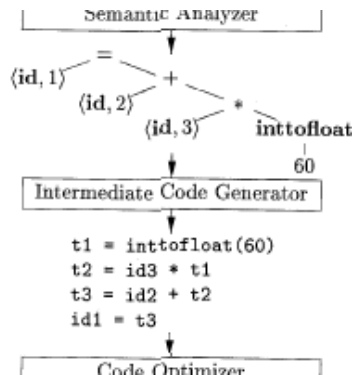 Semantic Analyzer
=
⟨id, 1⟩
+
⟨id, 2⟩
*
⟨id, 3⟩ inttofloat
60
Intermediate Code Generator
t1 = inttofloat(60)
t2 = id3 * t1
t3 = id2 + t2
id1 = t3
Code Optimizer